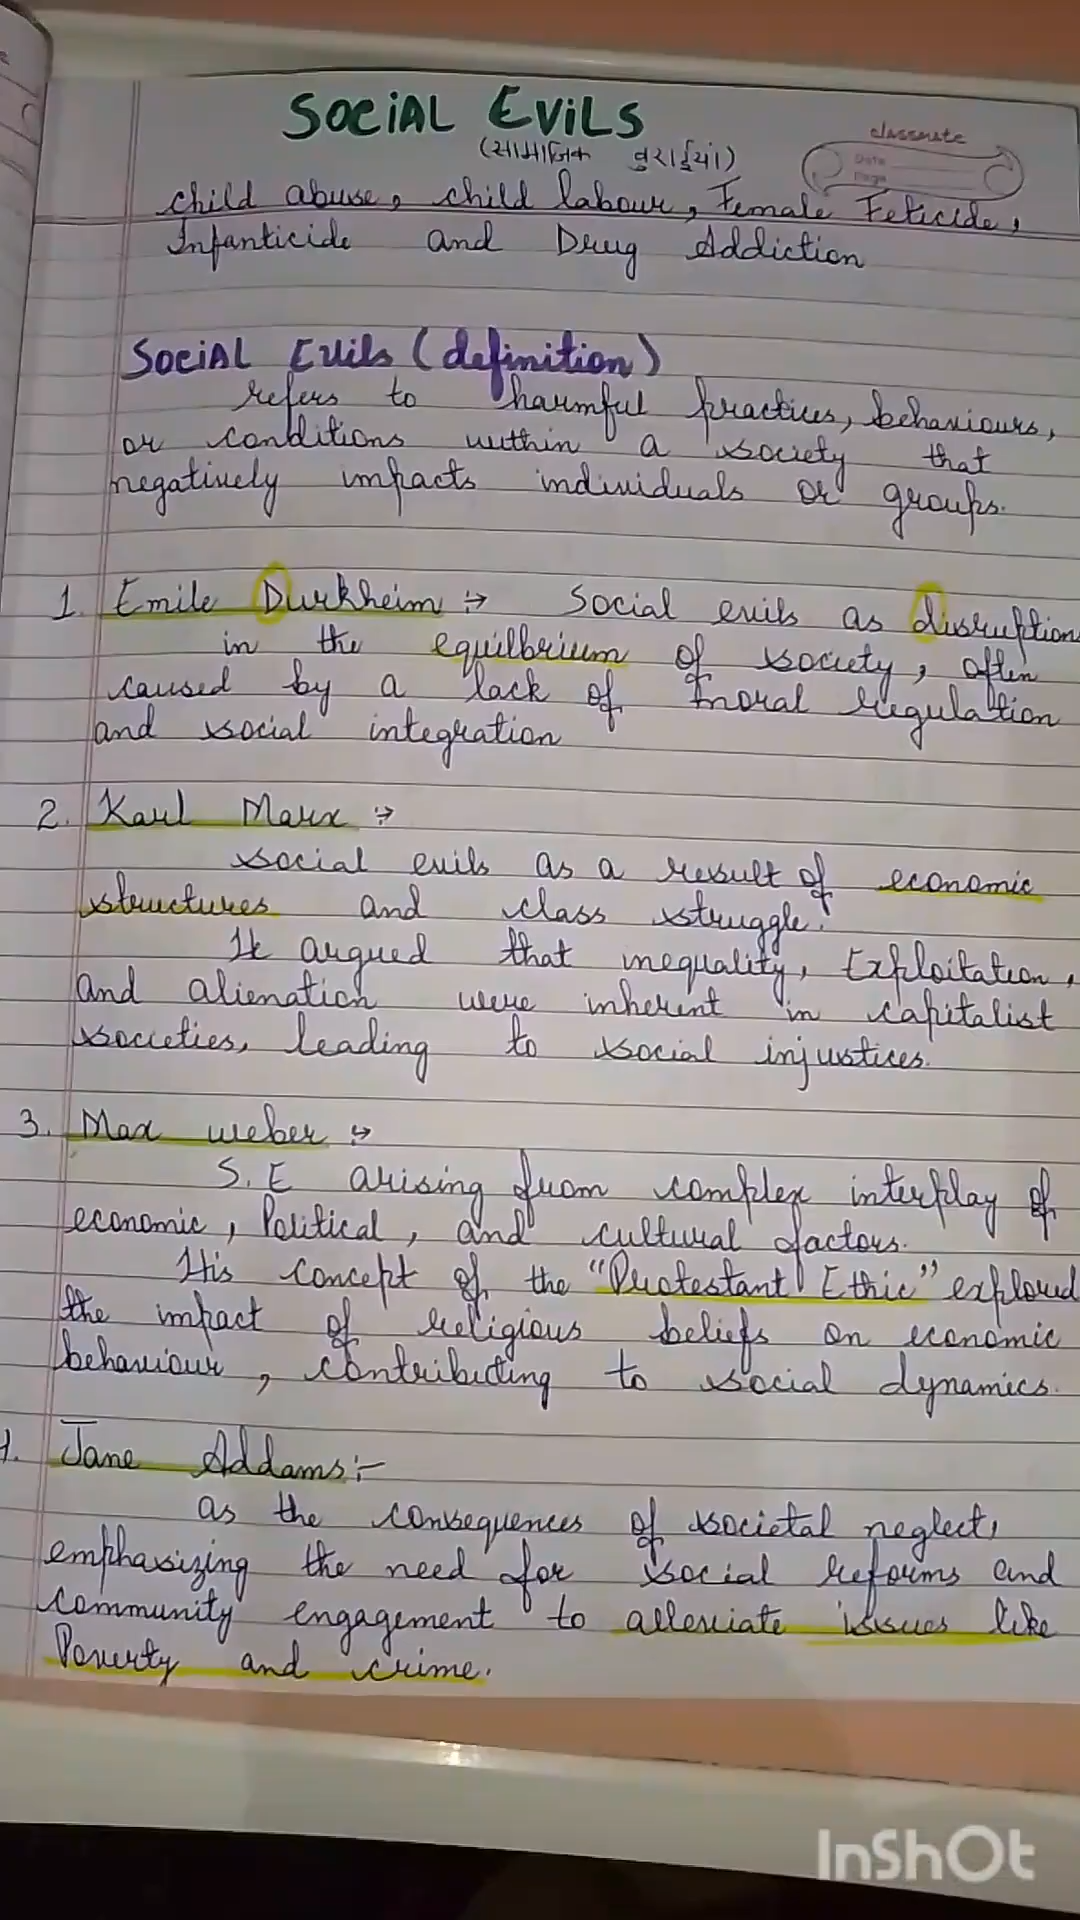 SOCIAL EVILS
(सामाजिक बुराईयां)
classmate
Date
Page
child abuse, child labour, Female Feticide,
Infanticide and Drug Addiction
SOCIAL Evils (definition)
refers to harmful practices, behaviours,
or conditions within a society that
negatively impacts individuals or groups.
1. Emile Durkheim :→ Social evils as disruption
in the equilbrium of society, often
caused by a lack of moral regulation
and social integration
2. Karl Marx :→
social evils as a result of economic
structures and class struggle.
It argued that inequality, Exploitation,
and alienation were inherent in capitalist
societies, leading to social injustices.
3. Max weber :→
S.E arising from complex interplay of
economic, Political, and cultural factors.
His concept of the "Protestant Ethic" explored
the impact of religious beliefs on economic
behaviour, contributing to social dynamics.
Jane Addams:-
as the consequences of societal neglect,
emphasizing the need for social reforms and
community engagement to alleviate issues like
Poverty and crime.
InShOt